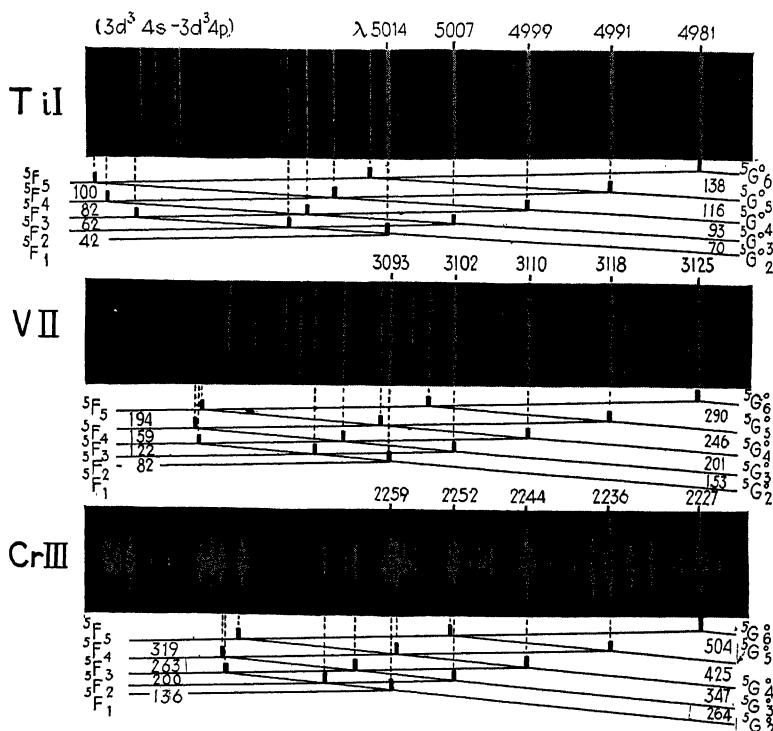 (3d³ 4s – 3d³4p) λ 5014 5007 4999 4991 4981
Ti I
⁵F₅ ⁵G°₆
100 138
⁵F₄ ⁵G°₅
82 116
⁵F₃ ⁵G°₄
62 93
⁵F₂ ⁵G°₃
42 70
⁵F₁ ⁵G°₂
3095 3102 3110 3118 3125
V II
⁵F₅ ⁵G°₆
194 290
⁵F₄ ⁵G°₅
159 246
⁵F₃ ⁵G°₄
122 201
⁵F₂ ⁵G°₃
82 153
⁵F₁ ⁵G°₂
2259 2252 2244 2236 2227
Cr III
⁵F₅ ⁵G°₆
319 504
⁵F₄ ⁵G°₅
263 425
⁵F₃ ⁵G°₄
200 347
⁵F₂ ⁵G°₃
136 264
⁵F₁ ⁵G°₂